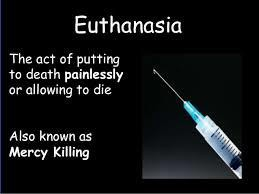 Euthanasia
The act of putting
to death painlessly
or allowing to die
Also known as
Mercy Killing